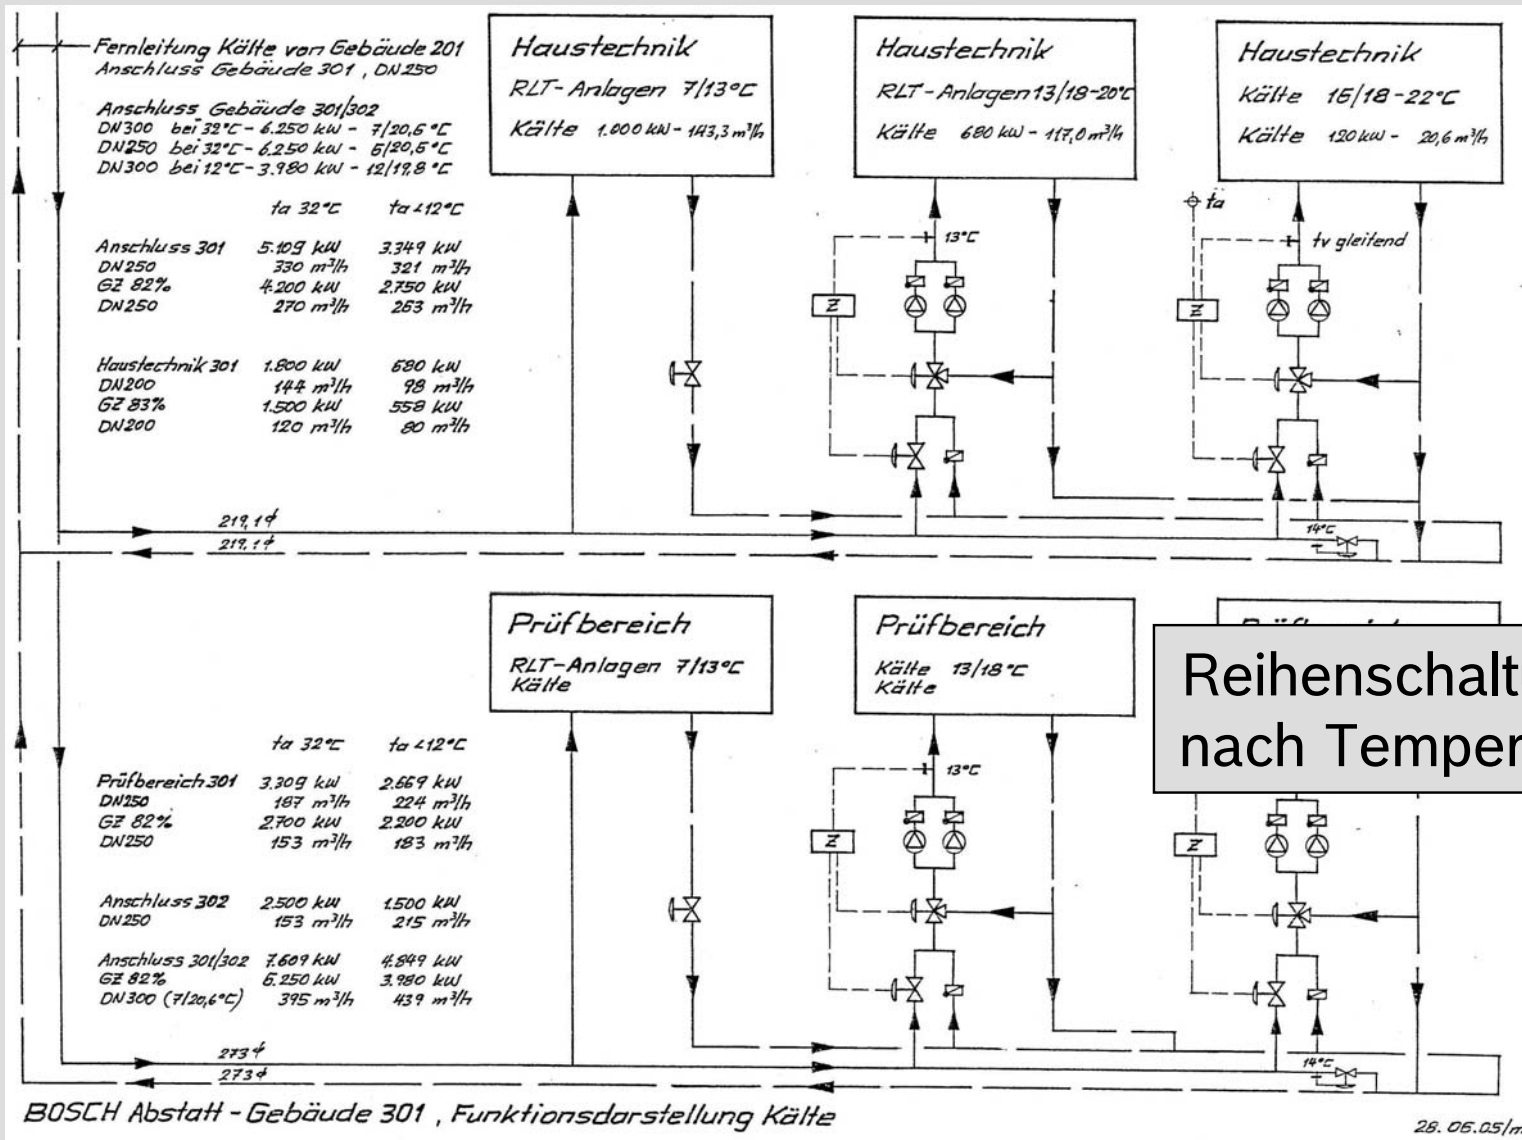 Fernleitung Kälte von Gebäude 201
Anschluss Gebäude 301, DN250
Anschluss Gebäude 301/302
DN300 bei 32°C - 6.250 kW - 7/20,6 °C
DN250 bei 32°C - 6.250 kW - 6/20,6 °C
DN300 bei 12°C - 3.980 kW - 12/19,8 °C
ta 32°C ta <12°C
Anschluss 301 5.109 kW 3.349 kW
DN250 330 m³/h 321 m³/h
GZ 82% 4.200 kW 2.750 kW
DN250 270 m³/h 263 m³/h
Haustechnik 301 1.800 kW 680 kW
DN200 144 m³/h 98 m³/h
GZ 83% 1.500 kW 558 kW
DN200 120 m³/h 80 m³/h
219,1 ø
219,1 ø
Haustechnik
RLT-Anlagen 7/13°C
Kälte 1.000 kW - 143,3 m³/h
Haustechnik
RLT-Anlagen 13/18-20°C
Kälte 680 kW - 117,0 m³/h
13°C
Z
Haustechnik
Kälte 16/18-22°C
Kälte 120 kW - 20,6 m³/h
ta
tv gleitend
Z
14°C
Prüfbereich
RLT-Anlagen 7/13°C
Kälte
Prüfbereich
Kälte 13/18°C
Kälte
13°C
Z
Reihenschalt
nach Temper
Z
14°C
ta 32°C ta <12°C
Prüfbereich 301 3.309 kW 2.669 kW
DN250 187 m³/h 224 m³/h
GZ 82% 2.700 kW 2.200 kW
DN250 153 m³/h 183 m³/h
Anschluss 302 2.500 kW 1.500 kW
DN250 153 m³/h 215 m³/h
Anschluss 301/302 7.609 kW 4.849 kW
GZ 82% 6.250 kW 3.980 kW
DN300 (7/20,6°C) 395 m³/h 439 m³/h
273 ø
273 ø
BOSCH Abstatt - Gebäude 301, Funktionsdarstellung Kälte
28.06.05/m